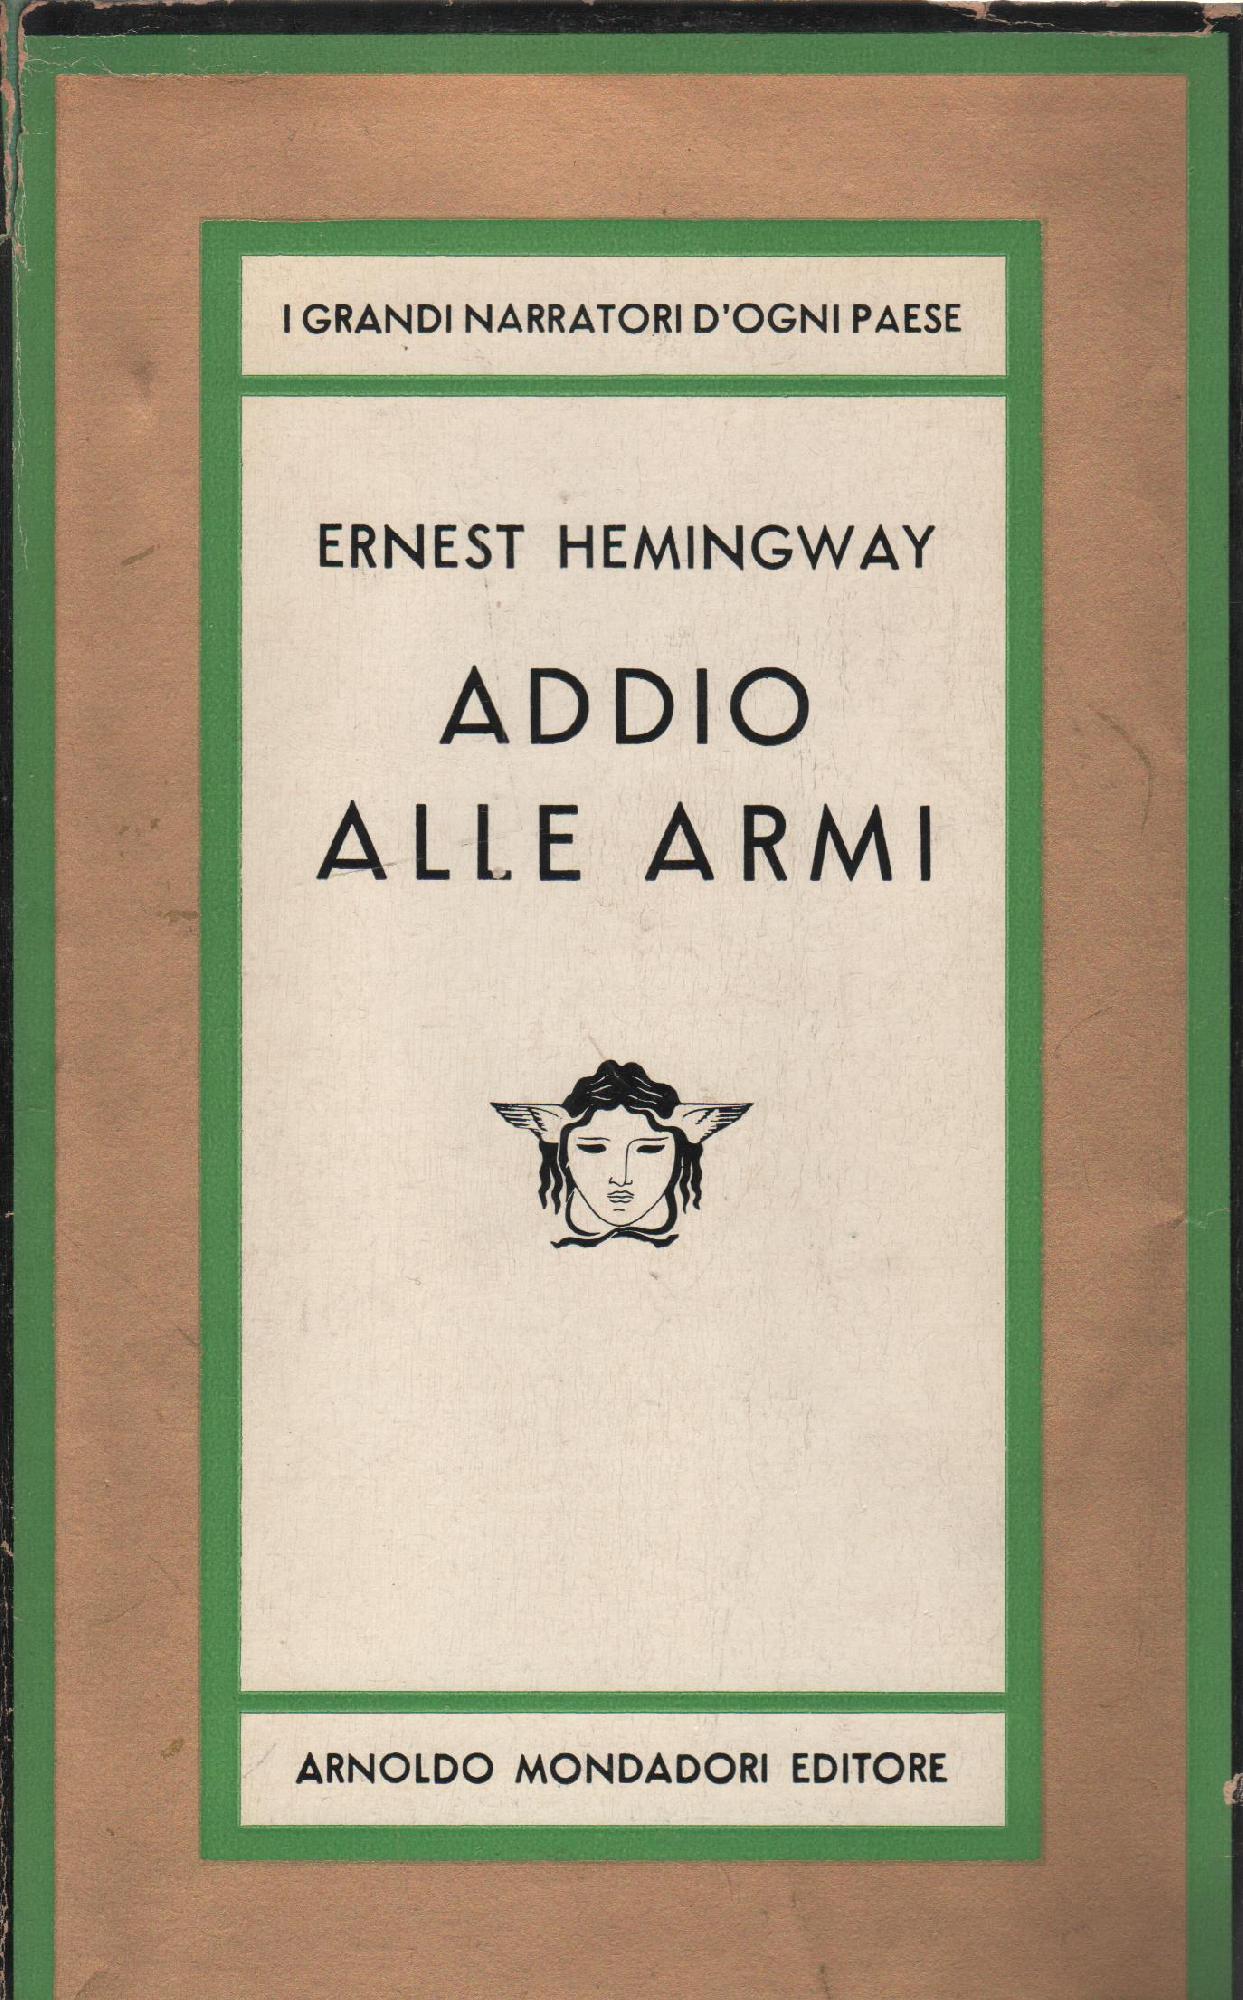 I GRANDI NARRATORI D'OGNI PAESE
ERNEST HEMINGWAY
ADDIO
ALLE ARMI
ARNOLDO MONDADORI EDITORE